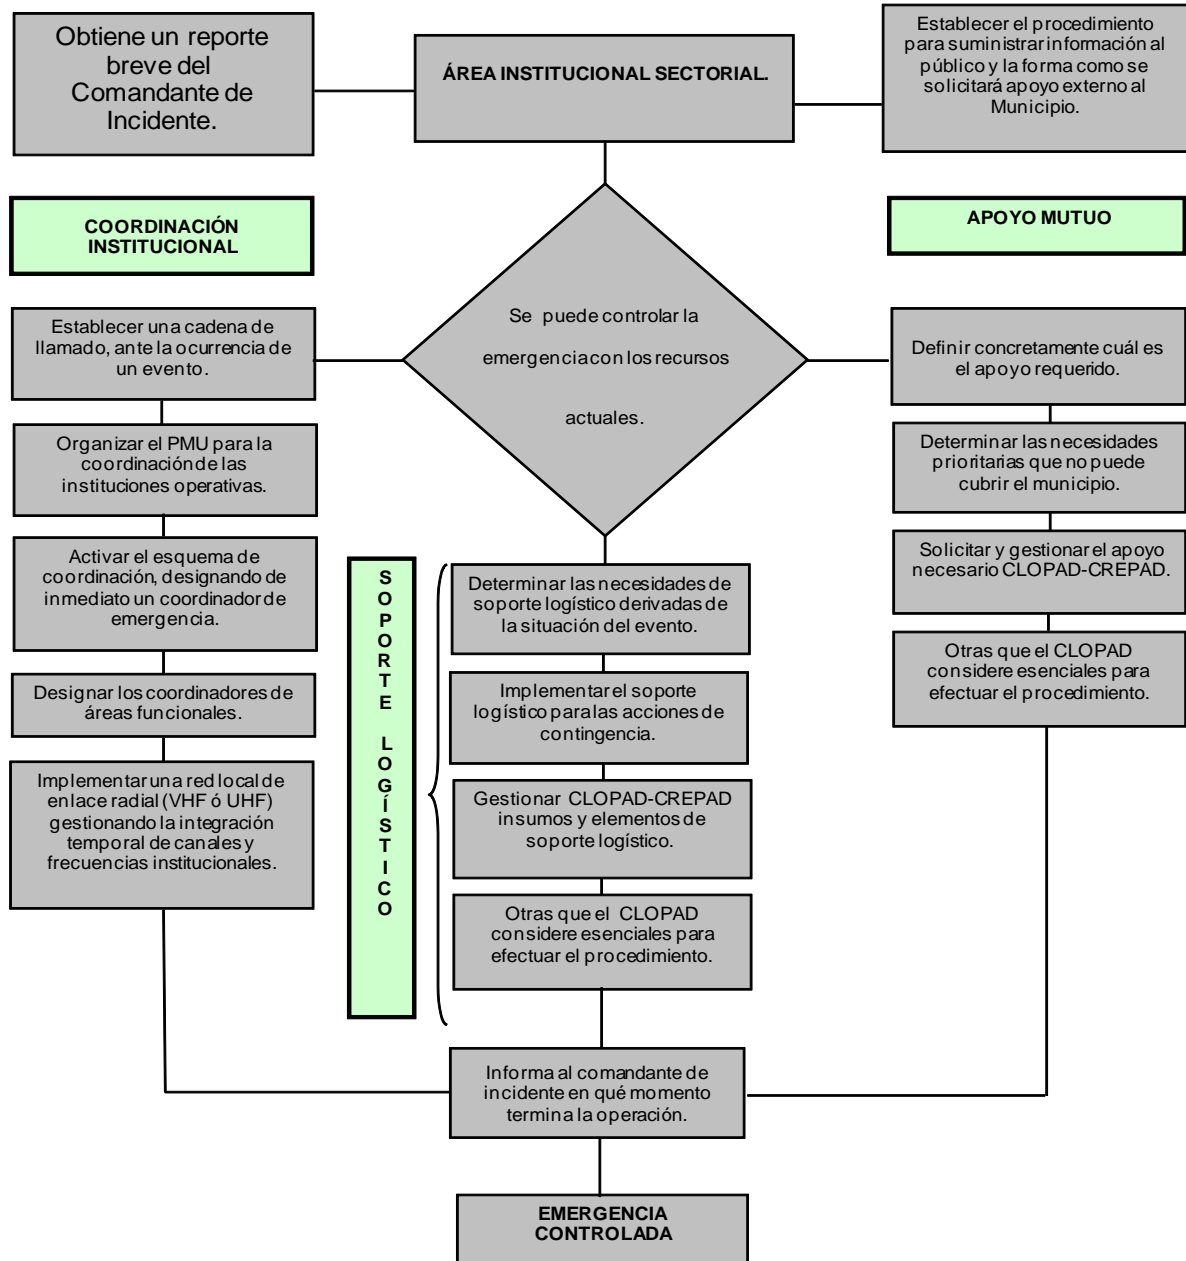 Obtiene un reporte
breve del
Comandante de
Incidente.
ÁREA INSTITUCIONAL SECTORIAL.
Establecer el procedimiento
para suministrar información al
público y la forma como se
solicitará apoyo externo al
Municipio.
COORDINACIÓN
INSTITUCIONAL
APOYO MUTUO
Se puede controlar la
emergencia con los recursos
actuales.
Establecer una cadena de
llamado, ante la ocurrencia de
un evento.
Organizar el PMU para la
coordinación de las
instituciones operativas.
Activar el esquema de
coordinación, designando de
inmediato un coordinador de
emergencia.
Designar los coordinadores de
áreas funcionales.
Implementar una red local de
enlace radial (VHF ó UHF)
gestionando la integración
temporal de canales y
frecuencias institucionales.
SOPORTE LOGÍSTICO
Determinar las necesidades de
soporte logístico derivadas de
la situación del evento.
Implementar el soporte
logístico para las acciones de
contingencia.
Gestionar CLOPAD-CREPAD
insumos y elementos de
soporte logístico.
Otras que el CLOPAD
considere esenciales para
efectuar el procedimiento.
Definir concretamente cuál es
el apoyo requerido.
Determinar las necesidades
prioritarias que no puede
cubrir el municipio.
Solicitar y gestionar el apoyo
necesario CLOPAD-CREPAD.
Otras que el CLOPAD
considere esenciales para
efectuar el procedimiento.
Informa al comandante de
incidente en qué momento
termina la operación.
EMERGENCIA
CONTROLADA